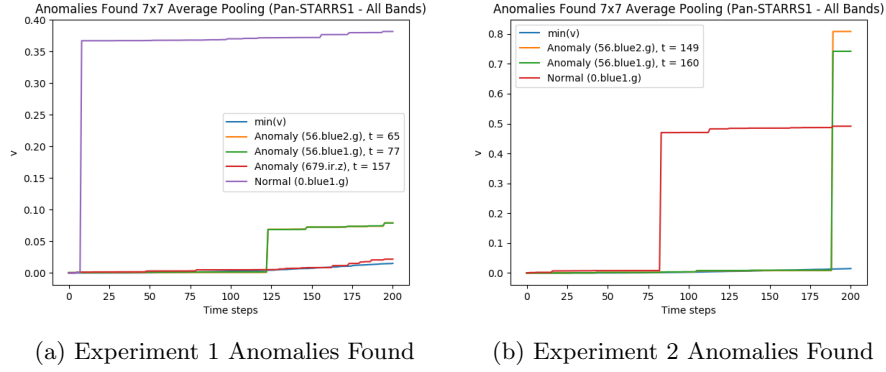 Anomalies Found 7x7 Average Pooling (Pan-STARRS1 - All Bands)
0.40
0.35
0.30
0.25
0.20
0.15
0.10
0.05
0.00
v
min(v)
Anomaly (56.blue2.g), t = 65
Anomaly (56.blue1.g), t = 77
Anomaly (679.ir.z), t = 157
Normal (0.blue1.g)
0 25 50 75 100 125 150 175 200
Time steps
(a) Experiment 1 Anomalies Found
Anomalies Found 7x7 Average Pooling (Pan-STARRS1 - All Bands)
min(v)
Anomaly (56.blue2.g), t = 149
Anomaly (56.blue1.g), t = 160
Normal (0.blue1.g)
0.8
0.7
0.6
0.5
0.4
0.3
0.2
0.1
0.0
v
0 25 50 75 100 125 150 175 200
Time steps
(b) Experiment 2 Anomalies Found